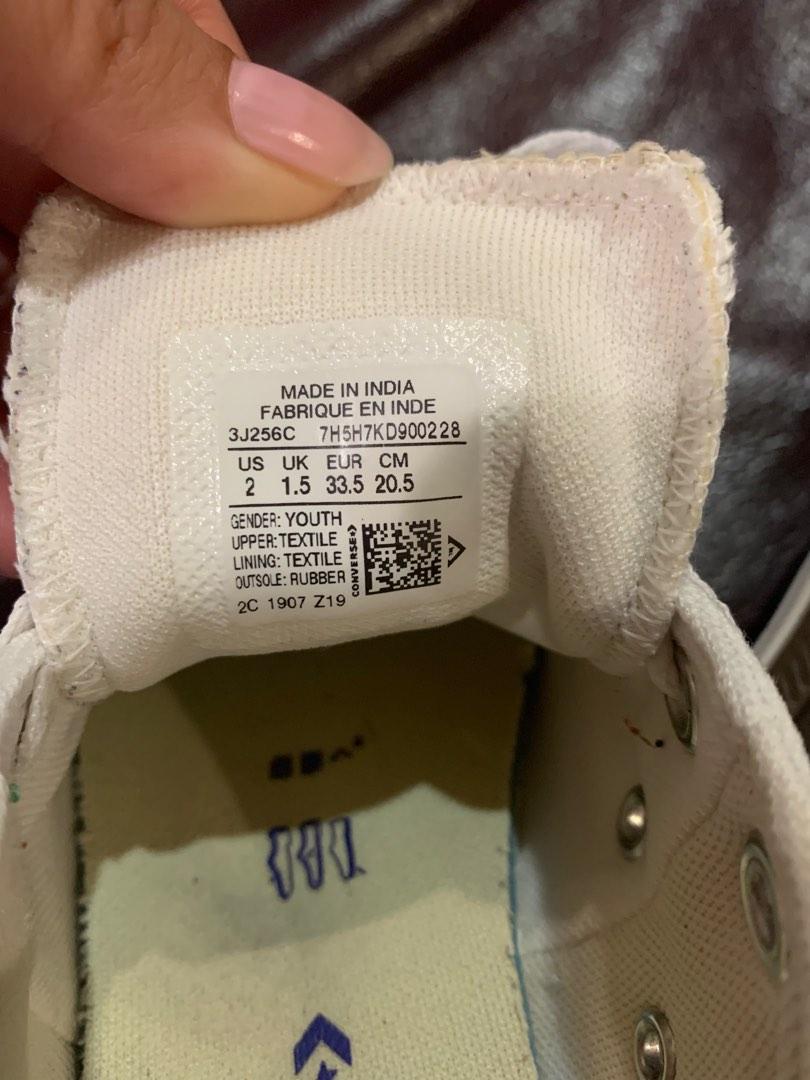 MADE IN INDIA
FABRIQUE EN INDE
3J256C 7H5H7KD900228
US UK EUR CM
2 1.5 33.5 20.5
GENDER: YOUTH
UPPER: TEXTILE
LINING: TEXTILE
OUTSOLE: RUBBER
CONVERSE
2C 1907 Z19